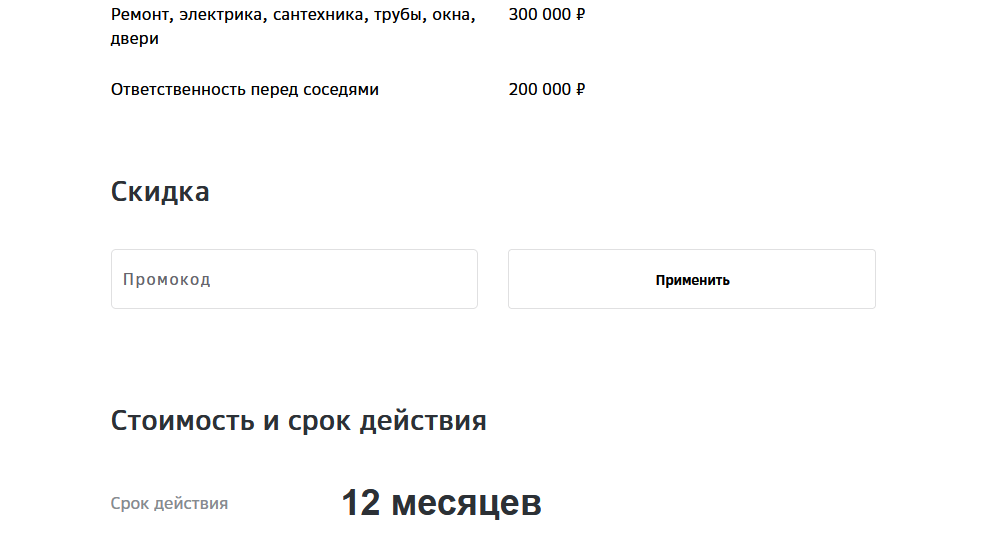 Ремонт, электрика, сантехника, трубы, окна, 300 000 ₽
двери
Ответственность перед соседями 200 000 ₽
Скидка
Промокод Применить
Стоимость и срок действия
Срок действия 12 месяцев